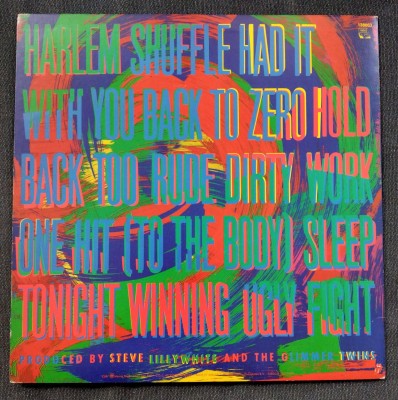 HARLEM SHUFFLE HAD IT
WITH YOU BACK TO ZERO HOLD
BACK TOO RUDE DIRTY WORK
ONE HIT (TO THE BODY) SLEEP
TONIGHT WINNING UGLY FIGHT
PRODUCED BY STEVE LILLYWHITE AND THE GLIMMER TWINS